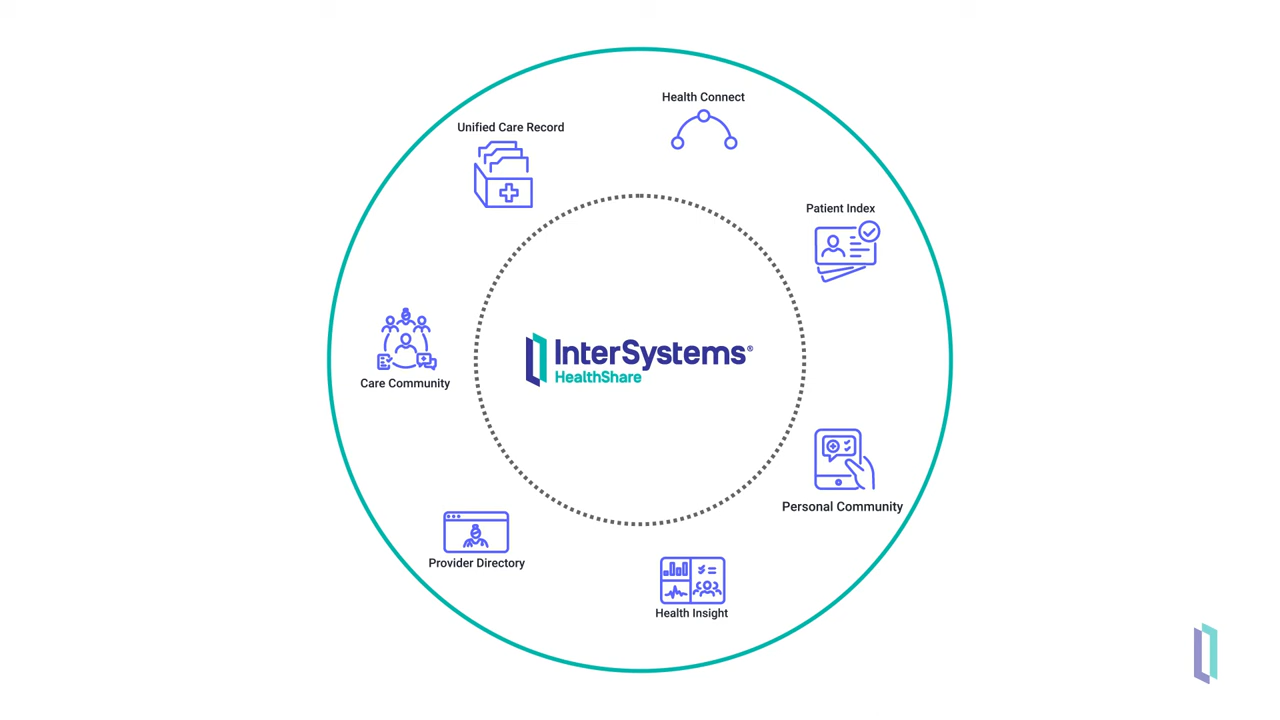 Health Connect
Unified Care Record
Patient Index
InterSystems®
HealthShare
Care Community
Personal Community
Provider Directory
Health Insight